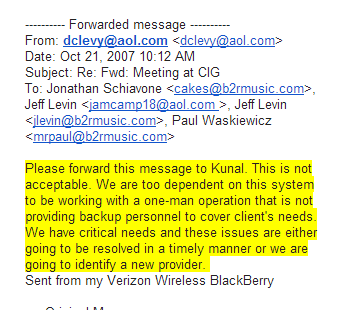 ---------- Forwarded message ----------
From: dclevy@aol.com <dclevy@aol.com>
Date: Oct 21, 2007 10:12 AM
Subject: Re: Fwd: Meeting at CIG
To: Jonathan Schiavone <cakes@b2rmusic.com>,
Jeff Levin <jamcamp18@aol.com >, Jeff Levin
<jlevin@b2rmusic.com>, Paul Waskiewicz
<mrpaul@b2rmusic.com>
Please forward this message to Kunal. This is not
acceptable. We are too dependent on this system
to be working with a one-man operation that is not
providing backup personnel to cover client's needs.
We have critical needs and these issues are either
going to be resolved in a timely manner or we are
going to identify a new provider.
Sent from my Verizon Wireless BlackBerry